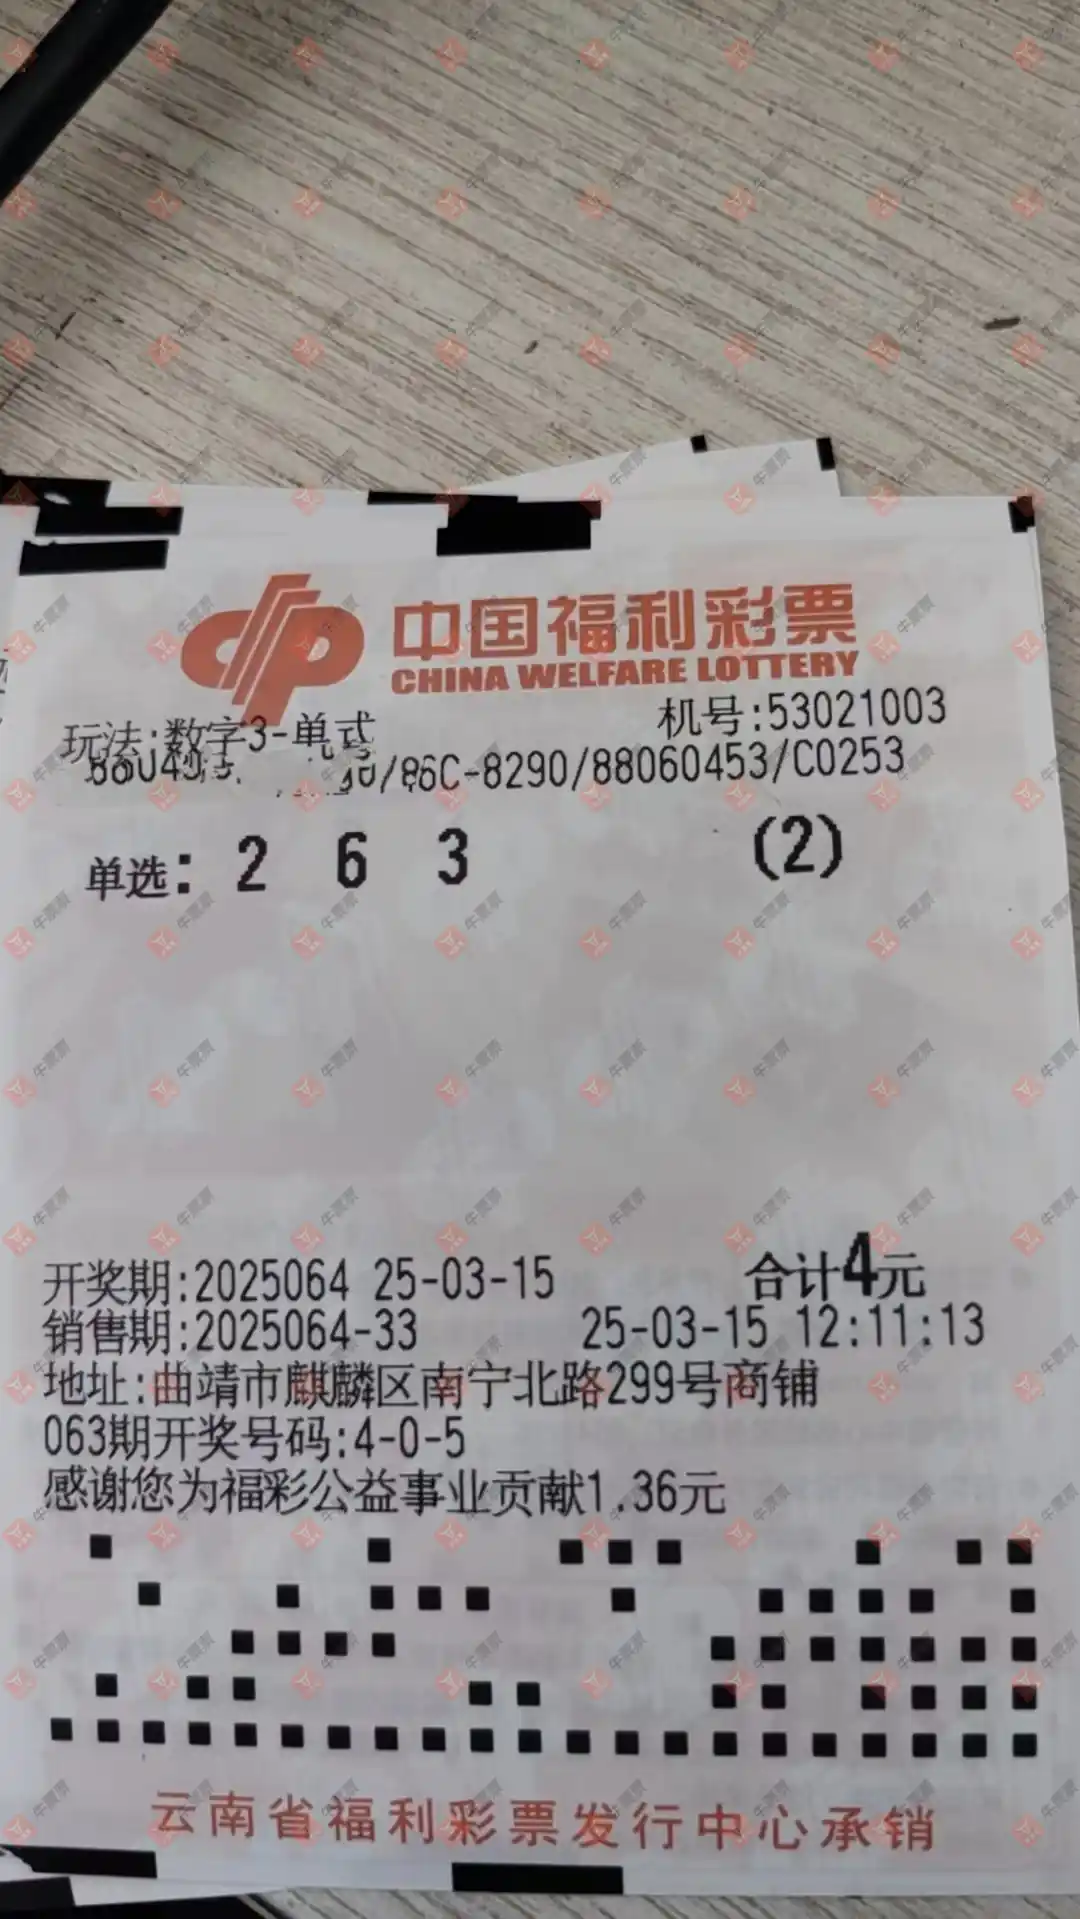 中国福利彩票
CHINA WELFARE LOTTERY
玩法:数字3-单式 机号:53021003
/86C-8290/88060453/C0253
单选: 2 6 3 (2)
开奖期:2025064 25-03-15 合计4元
销售期:2025064-33 25-03-15 12:11:13
地址:曲靖市麒麟区南宁北路299号商铺
063期开奖号码:4-0-5
感谢您为福彩公益事业贡献1.36元
云南省福利彩票发行中心承销
牛票票